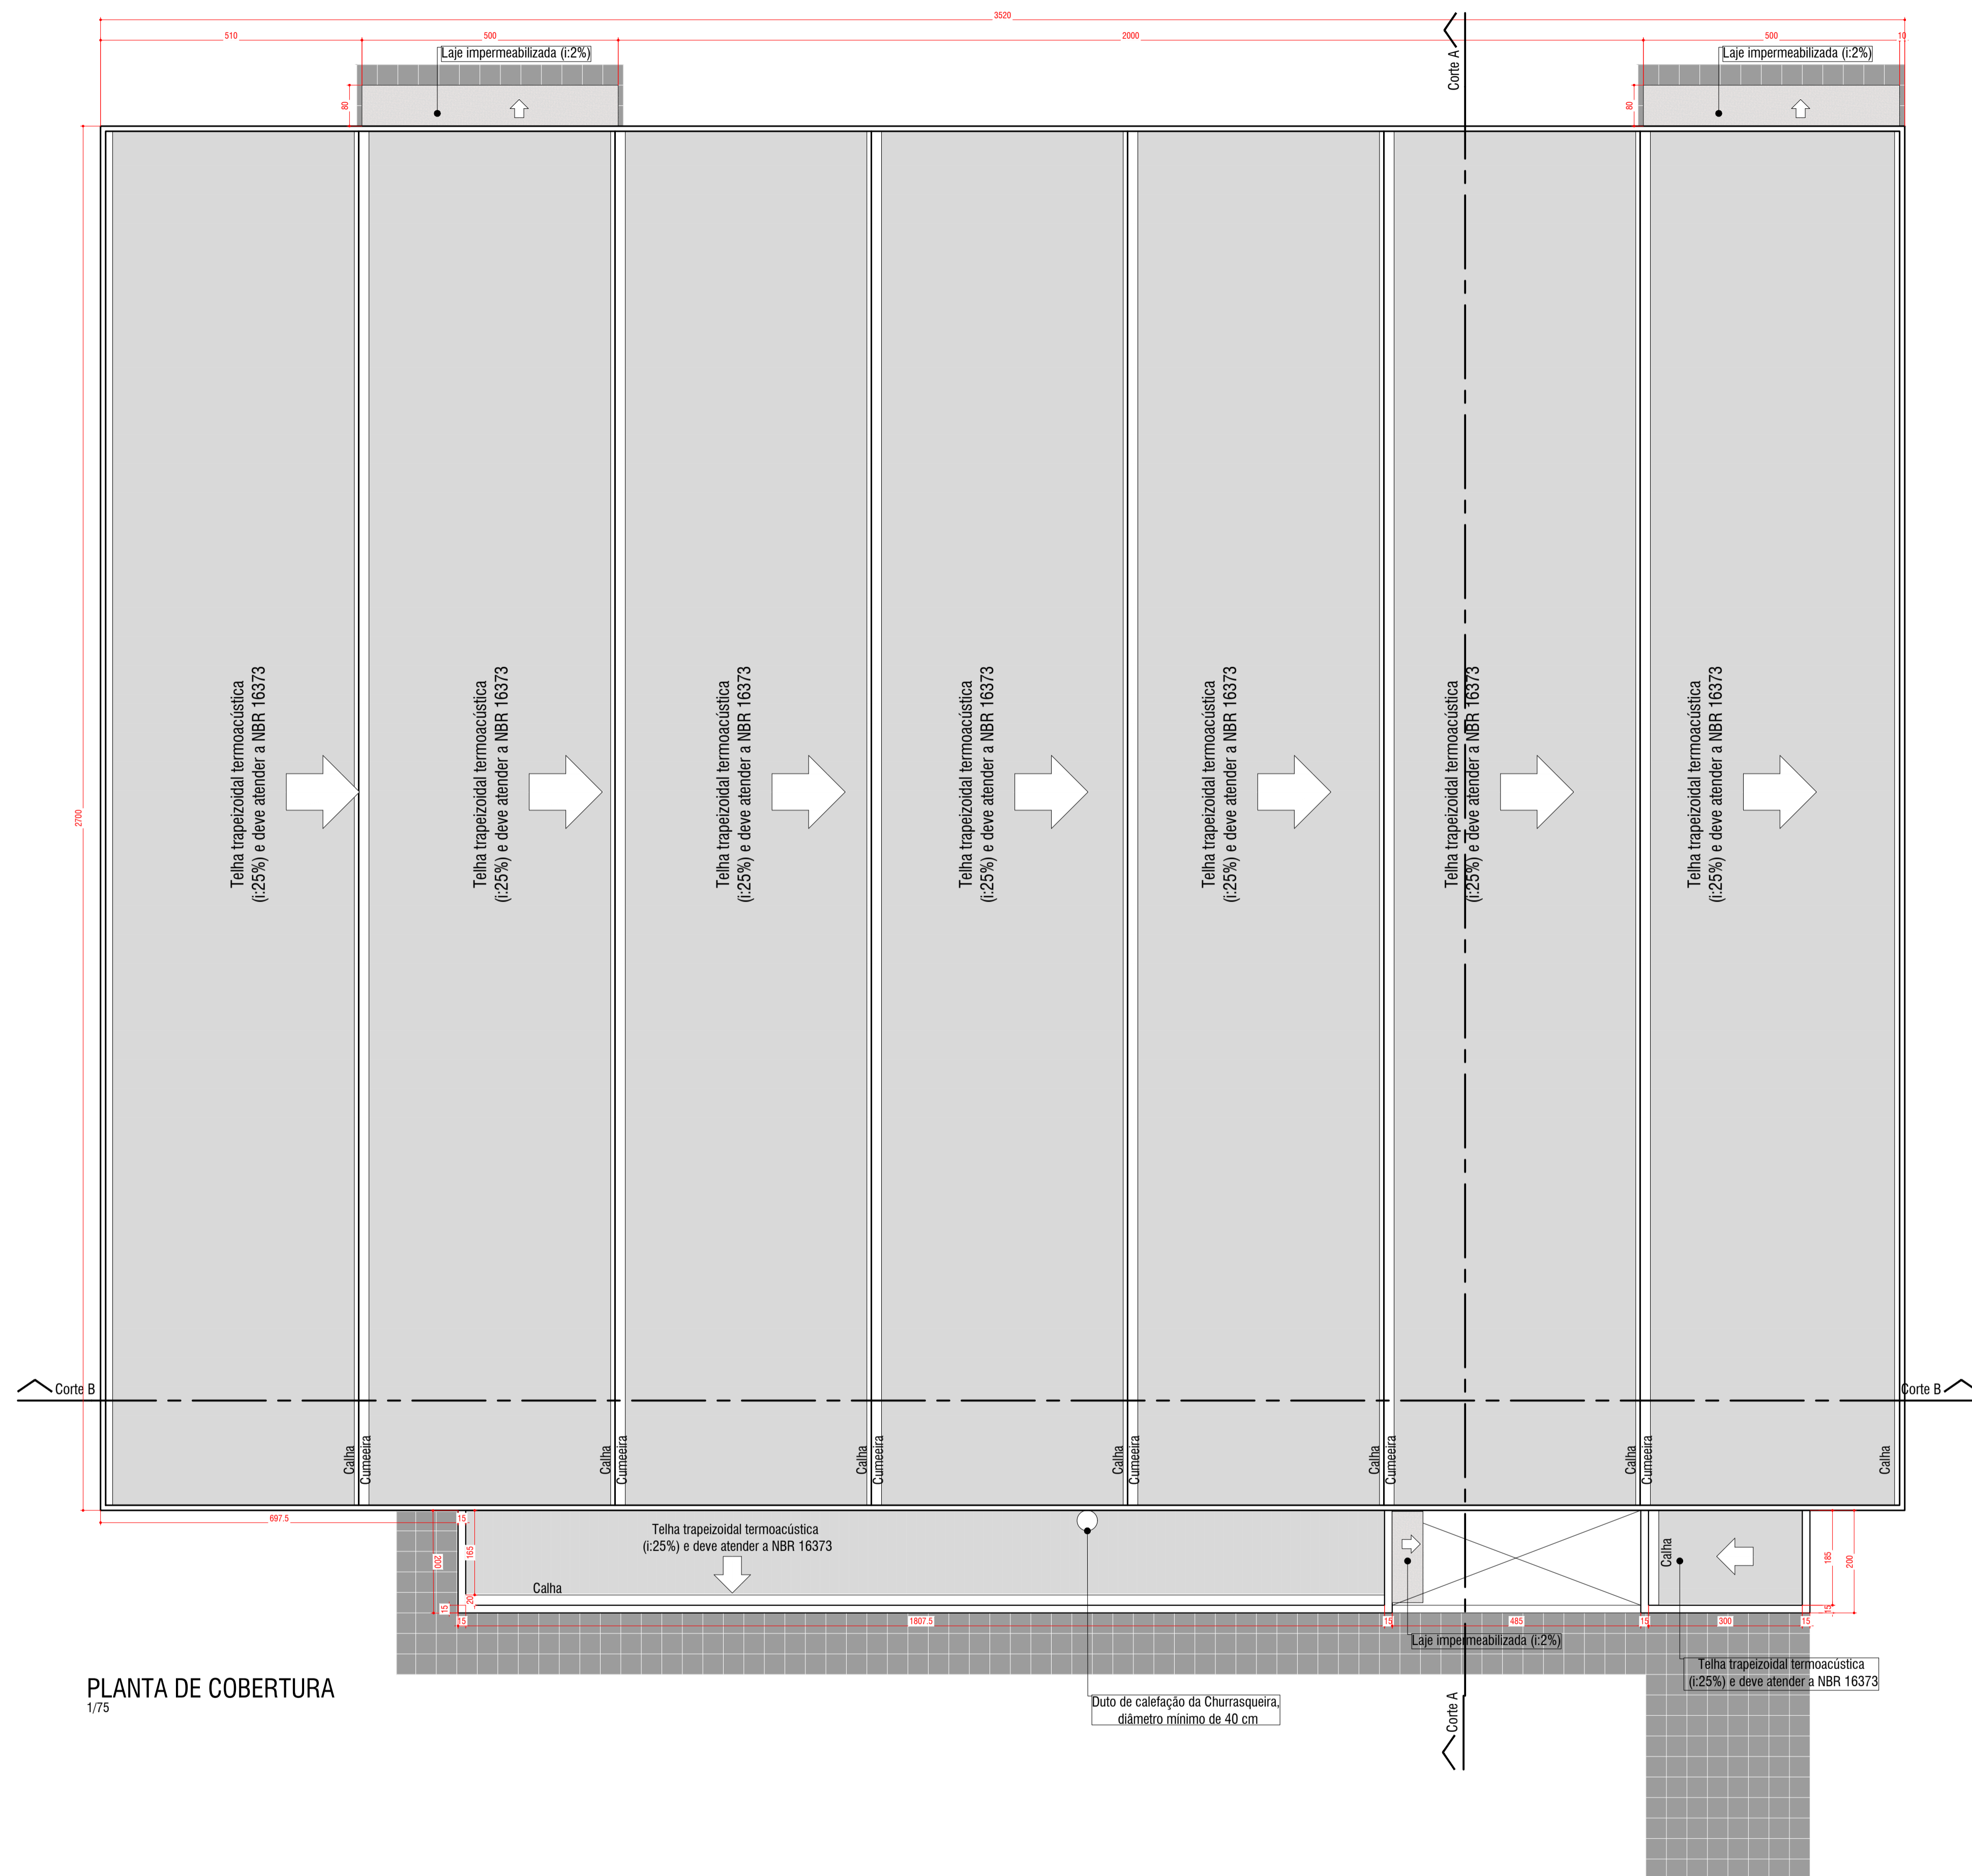 3520
510
500
2000
500
10
Laje impermeabilizada (i:2%)
Laje impermeabilizada (i:2%)
Corte A
80
80
2700
Telha trapeizoidal termoacústica
(i:25%) e deve atender a NBR 16373
Telha trapeizoidal termoacústica
(i:25%) e deve atender a NBR 16373
Telha trapeizoidal termoacústica
(i:25%) e deve atender a NBR 16373
Telha trapeizoidal termoacústica
(i:25%) e deve atender a NBR 16373
Telha trapeizoidal termoacústica
(i:25%) e deve atender a NBR 16373
Telha trapeizoidal termoacústica
(i:25%) e deve atender a NBR 16373
Telha trapeizoidal termoacústica
(i:25%) e deve atender a NBR 16373
Corte B
Corte B
Calha
Cumeeira
Calha
Cumeeira
Calha
Cumeeira
Calha
Cumeeira
Calha
Cumeeira
Calha
Cumeeira
Calha
697.5
15
200
165
20
15
Telha trapeizoidal termoacústica
(i:25%) e deve atender a NBR 16373
Calha
Calha
185
200
15
15
1807.5
15
485
15
300
15
Laje impermeabilizada (i:2%)
Telha trapeizoidal termoacústica
(i:25%) e deve atender a NBR 16373
Duto de calefação da Churrasqueira,
diâmetro mínimo de 40 cm
Corte A
PLANTA DE COBERTURA
1/75